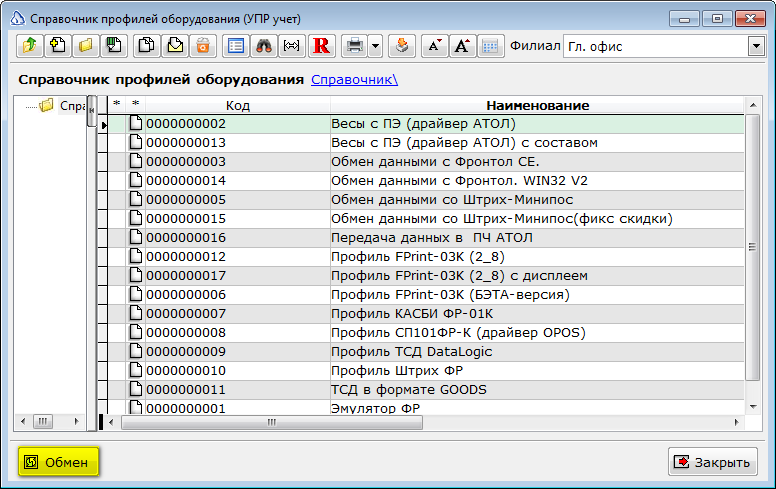 Справочник профилей оборудования (УПР учет)
R A A Филиал Гл. офис
Справочник профилей оборудования Справочник\
Спра * * Код Наименование
0000000002 Весы с ПЭ (драйвер АТОЛ)
0000000013 Весы с ПЭ (драйвер АТОЛ) с составом
0000000003 Обмен данными с Фронтол CE.
0000000014 Обмен данными с Фронтол. WIN32 V2
0000000005 Обмен данными со Штрих-Минипос
0000000015 Обмен данными со Штрих-Минипос(фикс скидки)
0000000016 Передача данных в  ПЧ АТОЛ
0000000012 Профиль FPrint-03K (2_8)
0000000017 Профиль FPrint-03K (2_8) с дисплеем
0000000006 Профиль FPrint-03K (БЭТА-версия)
0000000007 Профиль КАСБИ ФР-01К
0000000008 Профиль СП101ФР-К (драйвер OPOS)
0000000009 Профиль ТСД DataLogic
0000000010 Профиль Штрих ФР
0000000011 ТСД в формате GOODS
0000000001 Эмулятор ФР
Обмен Закрыть